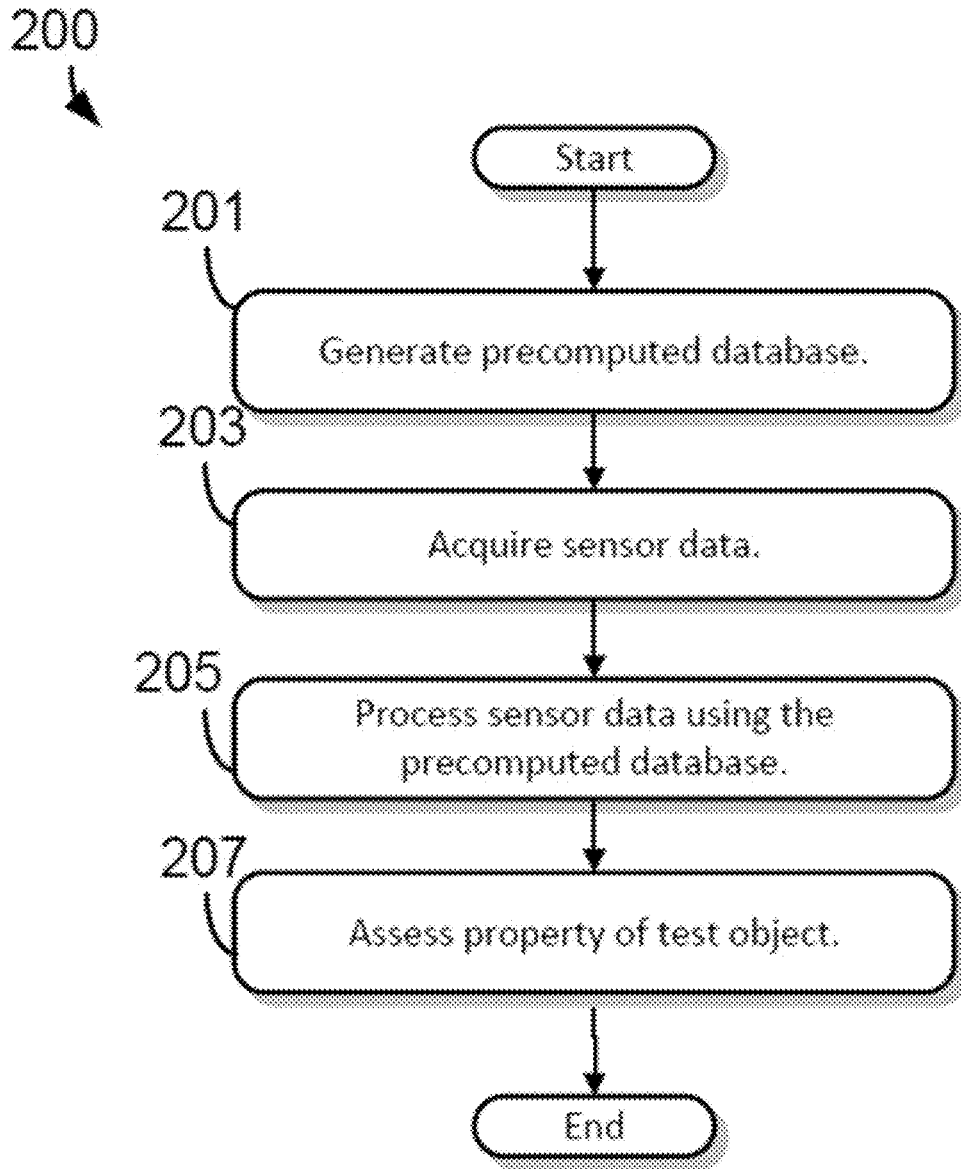 200
Start
201
Generate precomputed database.
203
Acquire sensor data.
205
Process sensor data using the
precomputed database.
207
Assess property of test object.
End